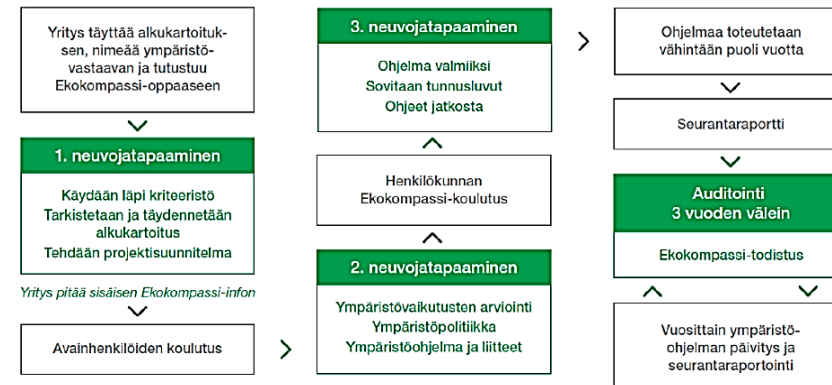 Yritys täyttää alkukartoituk-
sen, nimeää ympäristö-
vastaavan ja tutustuu
Ekokompassi-oppaaseen
1. neuvojatapaaminen
Käydään läpi kriteeristö
Tarkistetaan ja täydennetään
alkukartoitus
Tehdään projektisuunnitelma
Yritys pitää sisäisen Ekokompassi-infon
Avainhenkilöiden koulutus
2. neuvojatapaaminen
Ympäristövaikutusten arviointi
Ympäristöpolitiikka
Ympäristöohjelma ja liitteet
Henkilökunnan
Ekokompassi-koulutus
3. neuvojatapaaminen
Ohjelma valmiiksi
Sovitaan tunnusluvut
Ohjeet jatkosta
Ohjelmaa toteutetaan
vähintään puoli vuotta
Seurantaraportti
Auditointi
3 vuoden välein
Ekokompassi-todistus
Vuosittain ympäristö-
ohjelman päivitys ja
seurantaraportointi